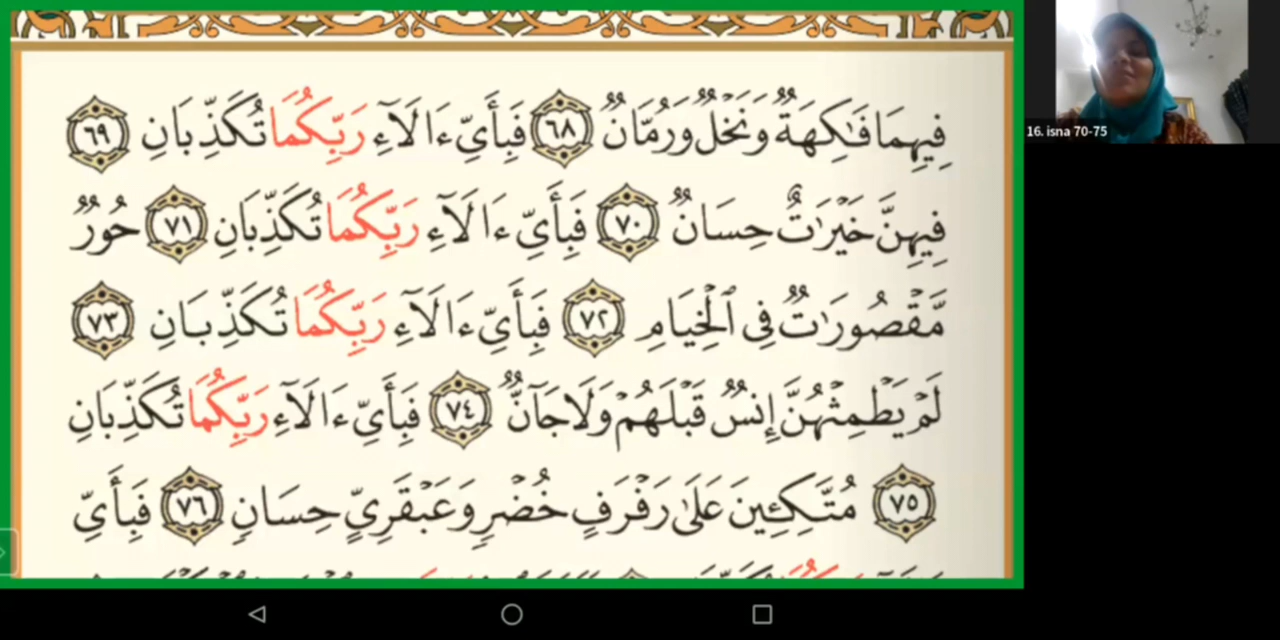 فِيهِمَا فَٰكِهَةٌ وَنَخْلٌ وَرُمَّانٌ ٦٨ فَبِأَيِّ ءَالَآءِ رَبِّكُمَا تُكَذِّبَانِ ٦٩
فِيهِنَّ خَيْرَٰتٌ حِسَانٌ ٧٠ فَبِأَيِّ ءَالَآءِ رَبِّكُمَا تُكَذِّبَانِ ٧١ حُورٌ
مَّقْصُورَٰتٌ فِى ٱلْخِيَامِ ٧٢ فَبِأَيِّ ءَالَآءِ رَبِّكُمَا تُكَذِّبَانِ ٧٣
لَمْ يَطْمِثْهُنَّ إِنسٌ قَبْلَهُمْ وَلَا جَآنٌّ ٧٤ فَبِأَيِّ ءَالَآءِ رَبِّكُمَا تُكَذِّبَانِ
٧٥ مُتَّكِـِٔينَ عَلَىٰ رَفْرَفٍ خُضْرٍ وَعَبْقَرِيٍّ حِسَانٍ ٧٦ فَبِأَيِّ
16. isna 70-75